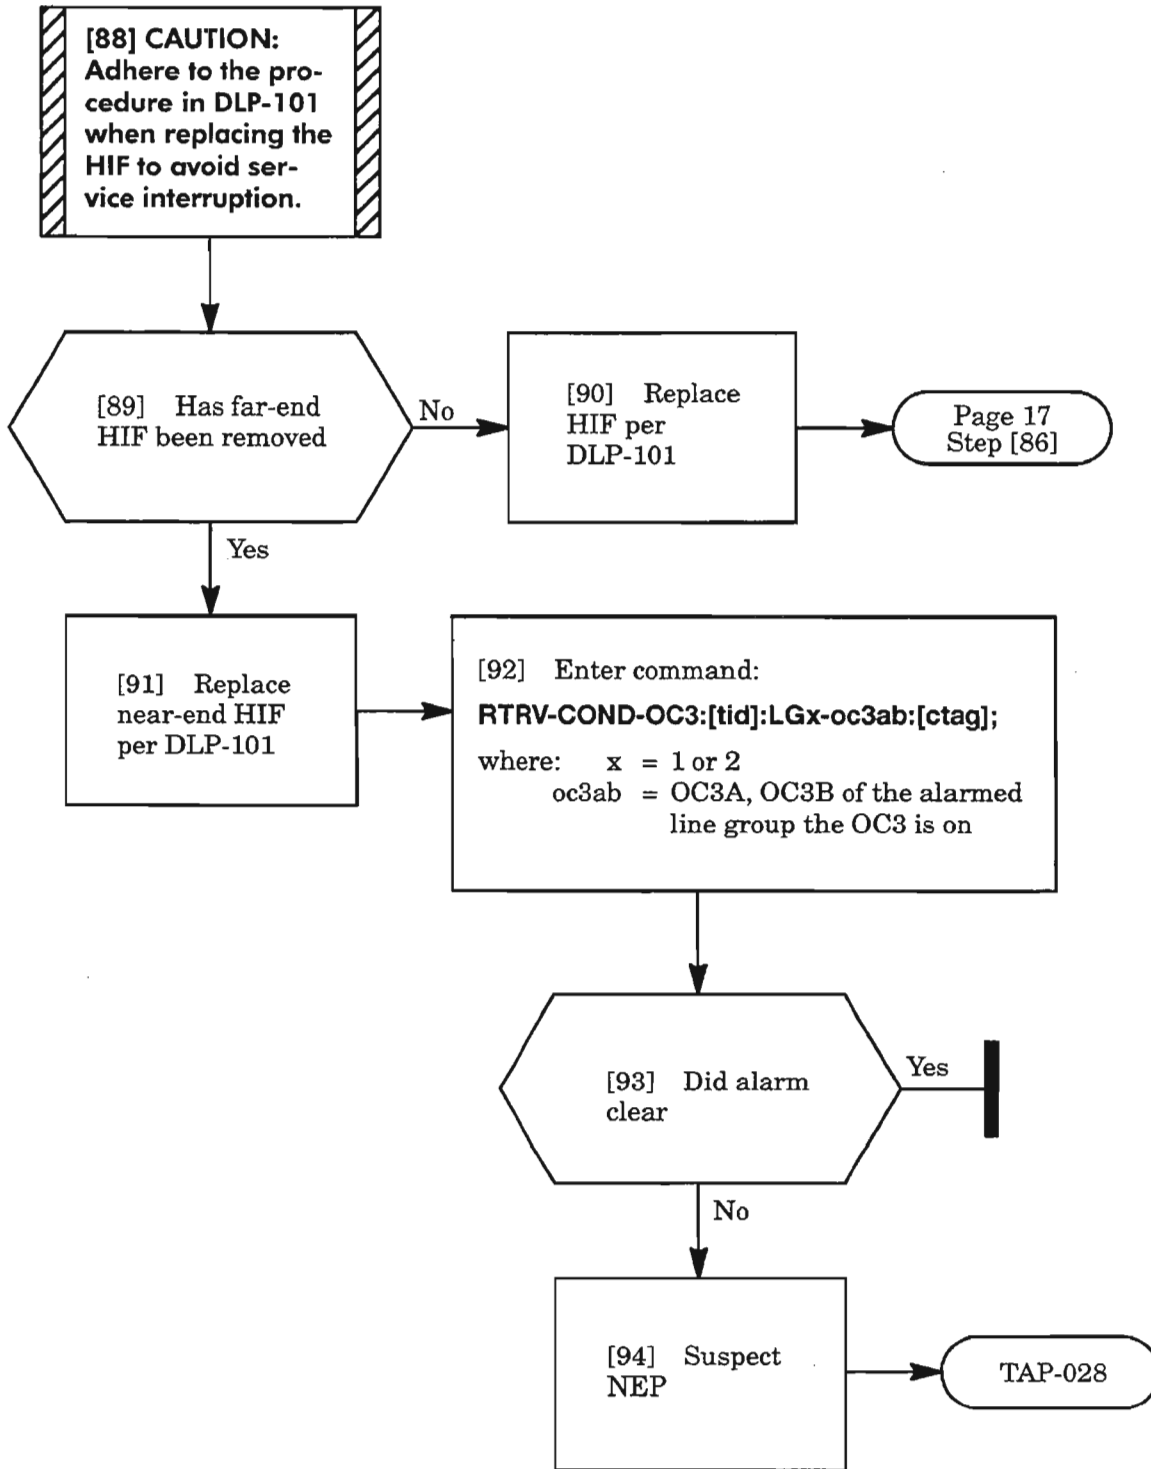 [88] CAUTION:
Adhere to the pro-
cedure in DLP-101
when replacing the
HIF to avoid ser-
vice interruption.
[89] Has far-end
HIF been removed
No
[90] Replace
HIF per
DLP-101
Page 17
Step [86]
Yes
[91] Replace
near-end HIF
per DLP-101
[92] Enter command:
RTRV-COND-OC3:[tid]:LGx-oc3ab:[ctag];
where: x = 1 or 2
oc3ab = OC3A, OC3B of the alarmed
line group the OC3 is on
[93] Did alarm
clear
Yes
No
[94] Suspect
NEP
TAP-028